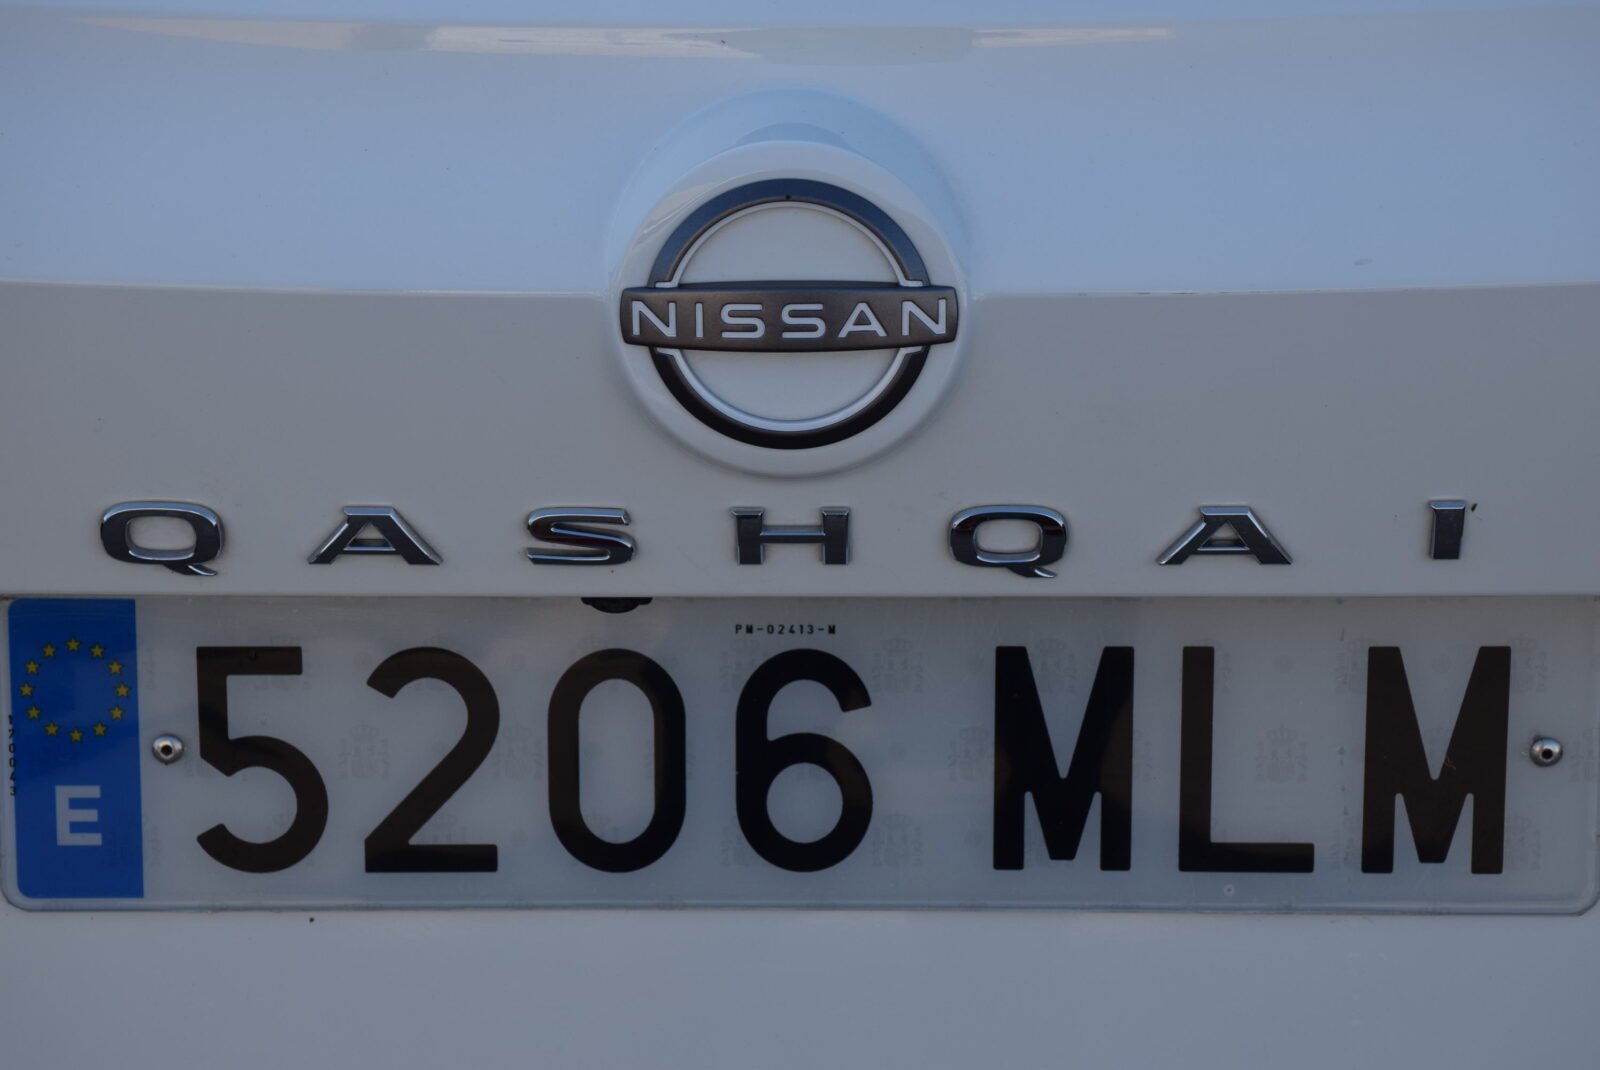 NISSAN
QASHQAI
PM-02413-M
E 5206 MLM